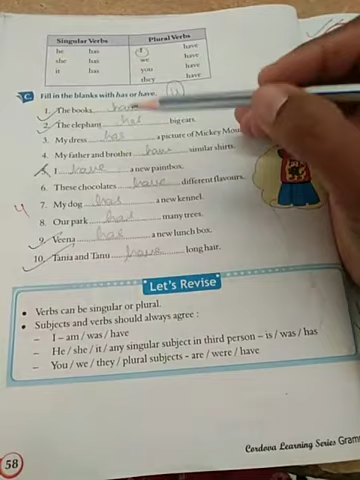 Singular Verbs Plural Verbs
he has I have
she has we have
it has you have
they have
C. Fill in the blanks with has or have.
1. The books have
2. The elephant has big ears.
3. My dress has a picture of Mickey
4. My father and brother have similar shirts.
5. I have a new paintbox.
6. These chocolates have different flavours.
7. My dog has a new kennel.
8. Our park has many trees.
9. Veena has a new lunch box.
10. Tania and Tanu have long hair.
Let's Revise
• Verbs can be singular or plural.
• Subjects and verbs should always agree :
– I – am / was / have
– He / she / it / any singular subject in third person – is / was / has
– You / we / they / plural subjects - are / were / have
58
Cordova Learning Series